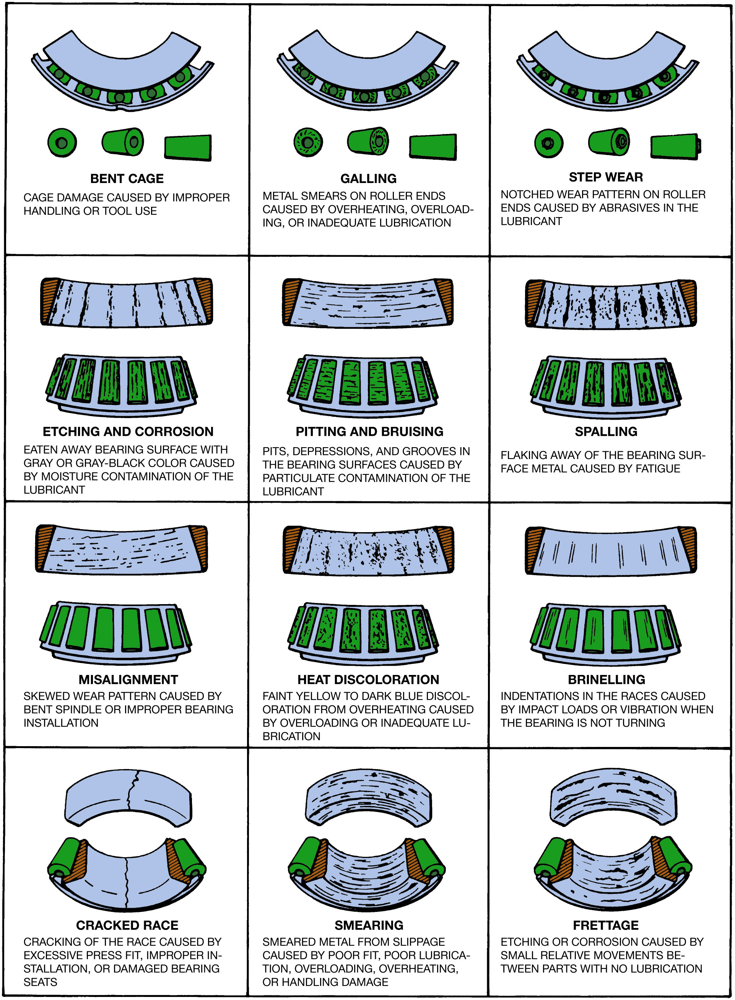 BENT CAGE
CAGE DAMAGE CAUSED BY IMPROPER
HANDLING OR TOOL USE
GALLING
METAL SMEARS ON ROLLER ENDS
CAUSED BY OVERHEATING, OVERLOAD-
ING, OR INADEQUATE LUBRICATION
STEP WEAR
NOTCHED WEAR PATTERN ON ROLLER
ENDS CAUSED BY ABRASIVES IN THE
LUBRICANT
ETCHING AND CORROSION
EATEN AWAY BEARING SURFACE WITH
GRAY OR GRAY-BLACK COLOR CAUSED
BY MOISTURE CONTAMINATION OF THE
LUBRICANT
PITTING AND BRUISING
PITS, DEPRESSIONS, AND GROOVES IN
THE BEARING SURFACES CAUSED BY
PARTICULATE CONTAMINATION OF THE
LUBRICANT
SPALLING
FLAKING AWAY OF THE BEARING SUR-
FACE METAL CAUSED BY FATIGUE
MISALIGNMENT
SKEWED WEAR PATTERN CAUSED BY
BENT SPINDLE OR IMPROPER BEARING
INSTALLATION
HEAT DISCOLORATION
FAINT YELLOW TO DARK BLUE DISCOL-
ORATION FROM OVERHEATING CAUSED
BY OVERLOADING OR INADEQUATE LU-
BRICATION
BRINELLING
INDENTATIONS IN THE RACES CAUSED
BY IMPACT LOADS OR VIBRATION WHEN
THE BEARING IS NOT TURNING
CRACKED RACE
CRACKING OF THE RACE CAUSED BY
EXCESSIVE PRESS FIT, IMPROPER IN-
STALLATION, OR DAMAGED BEARING
SEATS
SMEARING
SMEARED METAL FROM SLIPPAGE
CAUSED BY POOR FIT, POOR LUBRICA-
TION, OVERLOADING, OVERHEATING,
OR HANDLING DAMAGE
FRETTAGE
ETCHING OR CORROSION CAUSED BY
SMALL RELATIVE MOVEMENTS BE-
TWEEN PARTS WITH NO LUBRICATION